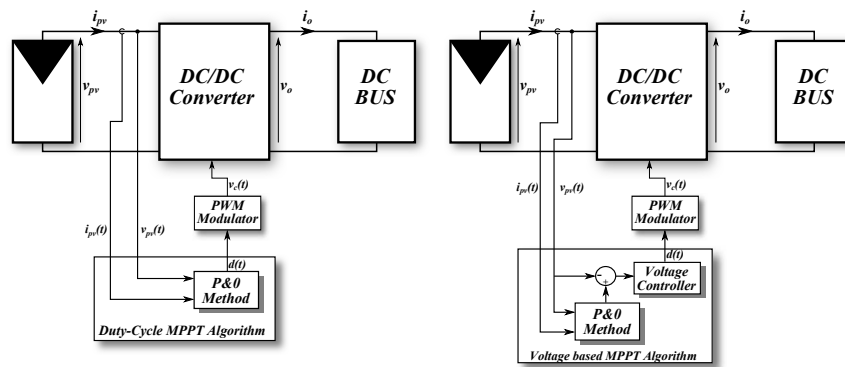 i_pv
i_o
v_pv
DC/DC
Converter
v_o
DC
BUS
v_c(t)
PWM
Modulator
i_pv(t)
v_pv(t)
d(t)
P&0
Method
Duty-Cycle MPPT Algorithm
i_pv
i_o
v_pv
DC/DC
Converter
v_o
DC
BUS
v_c(t)
PWM
Modulator
i_pv(t)
v_pv(t)
d(t)
Voltage
Controller
P&0
Method
Voltage based MPPT Algorithm